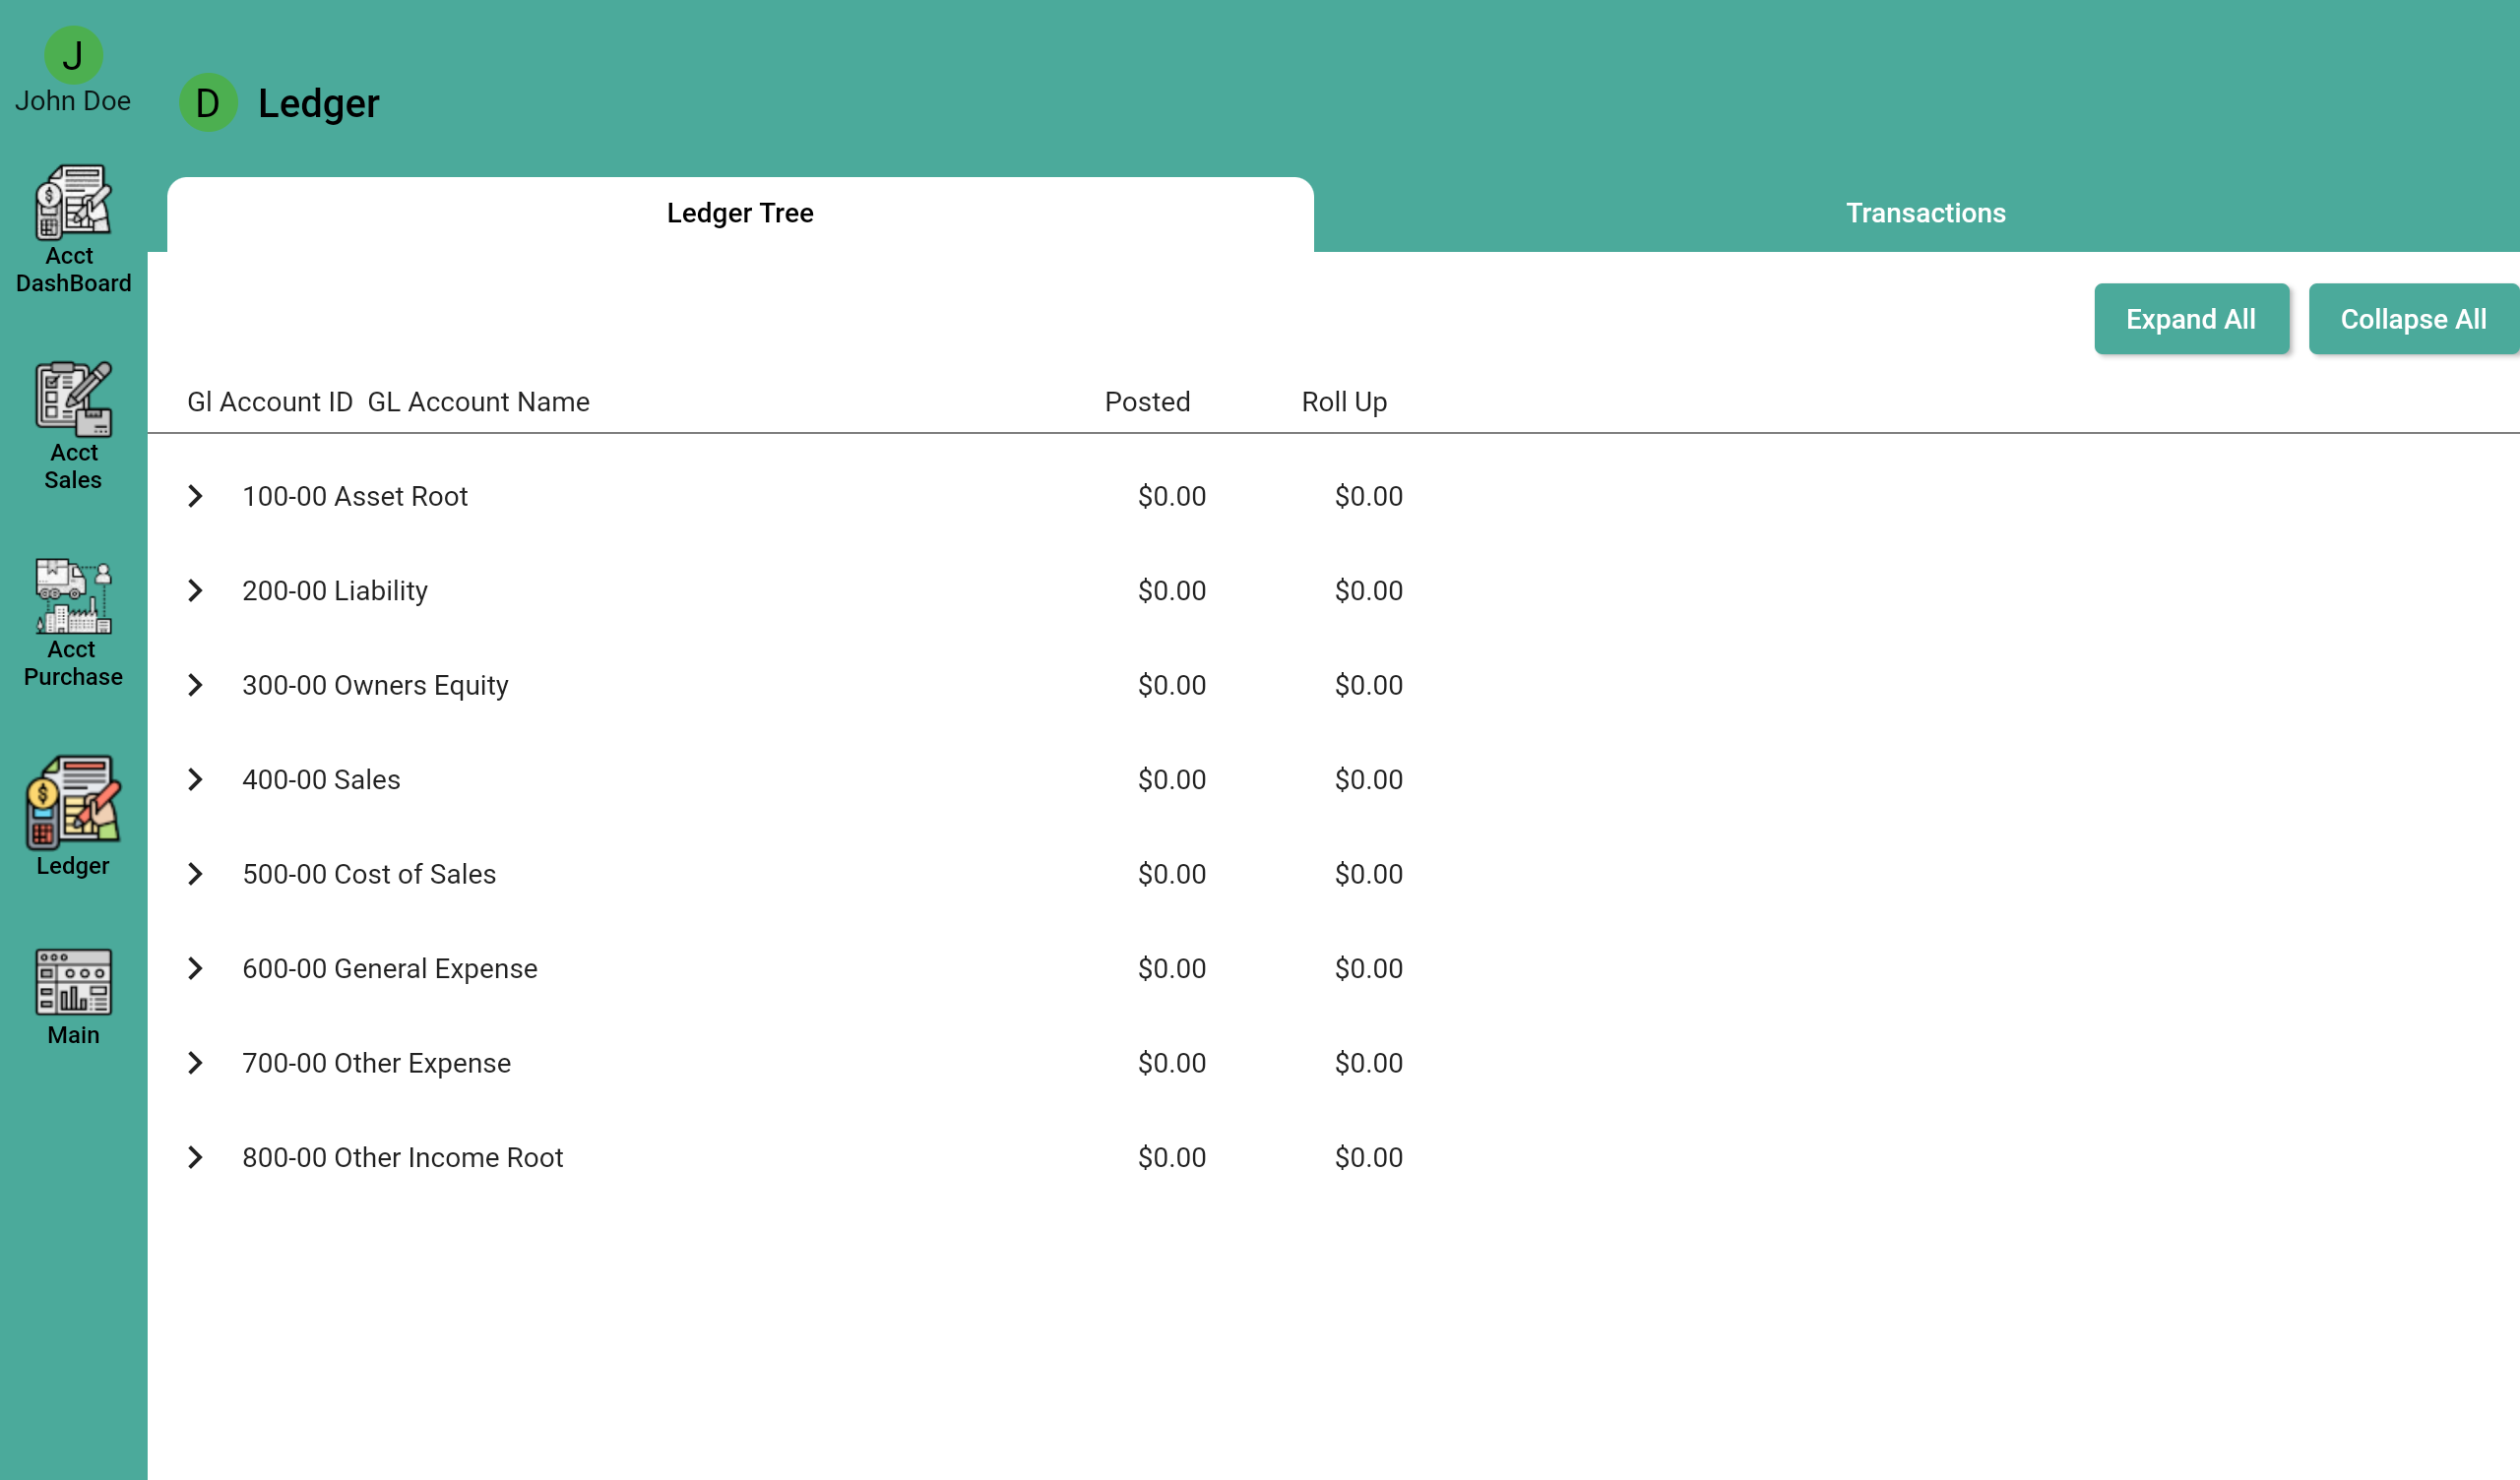 J
John Doe
D Ledger
Acct
DashBoard
Acct
Sales
Acct
Purchase
Ledger
Main
Ledger Tree
Transactions
Expand All
Collapse All
Gl Account ID GL Account Name Posted Roll Up
100-00 Asset Root $0.00 $0.00
200-00 Liability $0.00 $0.00
300-00 Owners Equity $0.00 $0.00
400-00 Sales $0.00 $0.00
500-00 Cost of Sales $0.00 $0.00
600-00 General Expense $0.00 $0.00
700-00 Other Expense $0.00 $0.00
800-00 Other Income Root $0.00 $0.00